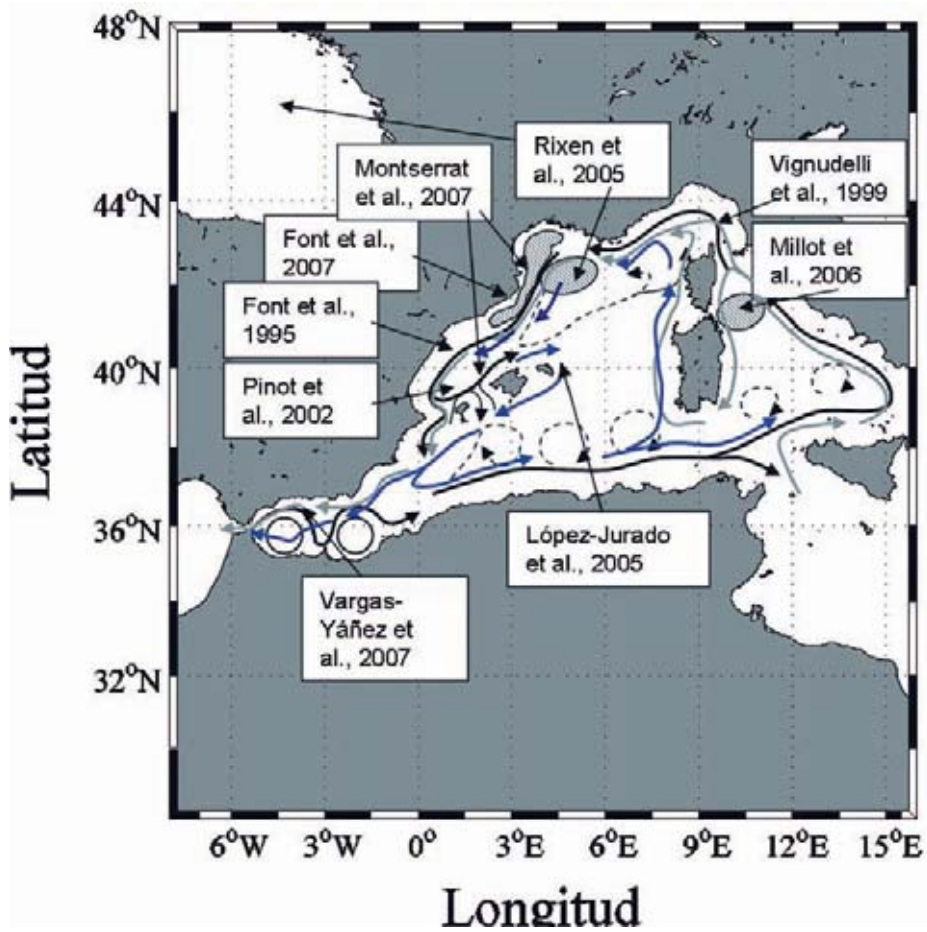 48°N
44°N
40°N
36°N
32°N
Latitud
Rixen et
al., 2005
Montserrat
et al., 2007
Vignudelli
et al., 1999
Font et al.,
2007
Millot et
al., 2006
Font et al.,
1995
Pinot et
al., 2002
López-Jurado
et al., 2005
Vargas-
Yáñez et
al., 2007
6°W 3°W 0° 3°E 6°E 9°E 12°E 15°E
Longitud